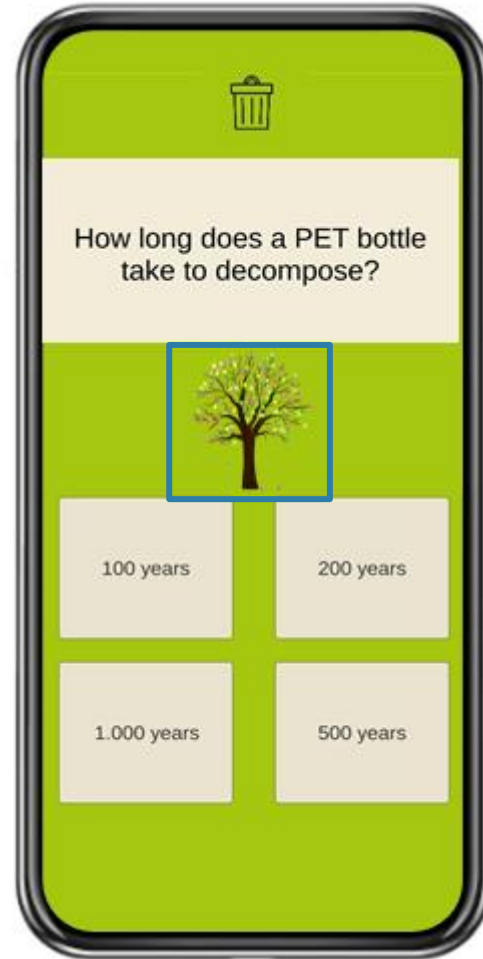 How long does a PET bottle
take to decompose?
100 years
200 years
1.000 years
500 years